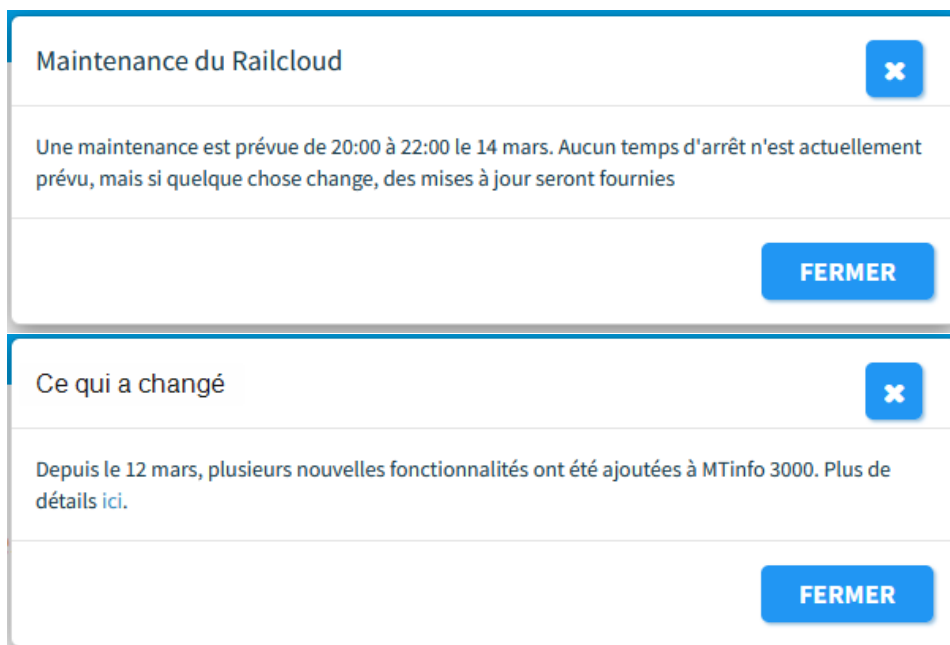 Maintenance du Railcloud
Une maintenance est prévue de 20:00 à 22:00 le 14 mars. Aucun temps d'arrêt n'est actuellement
prévu, mais si quelque chose change, des mises à jour seront fournies
FERMER
Ce qui a changé
Depuis le 12 mars, plusieurs nouvelles fonctionnalités ont été ajoutées à MTinfo 3000. Plus de
détails ici.
FERMER